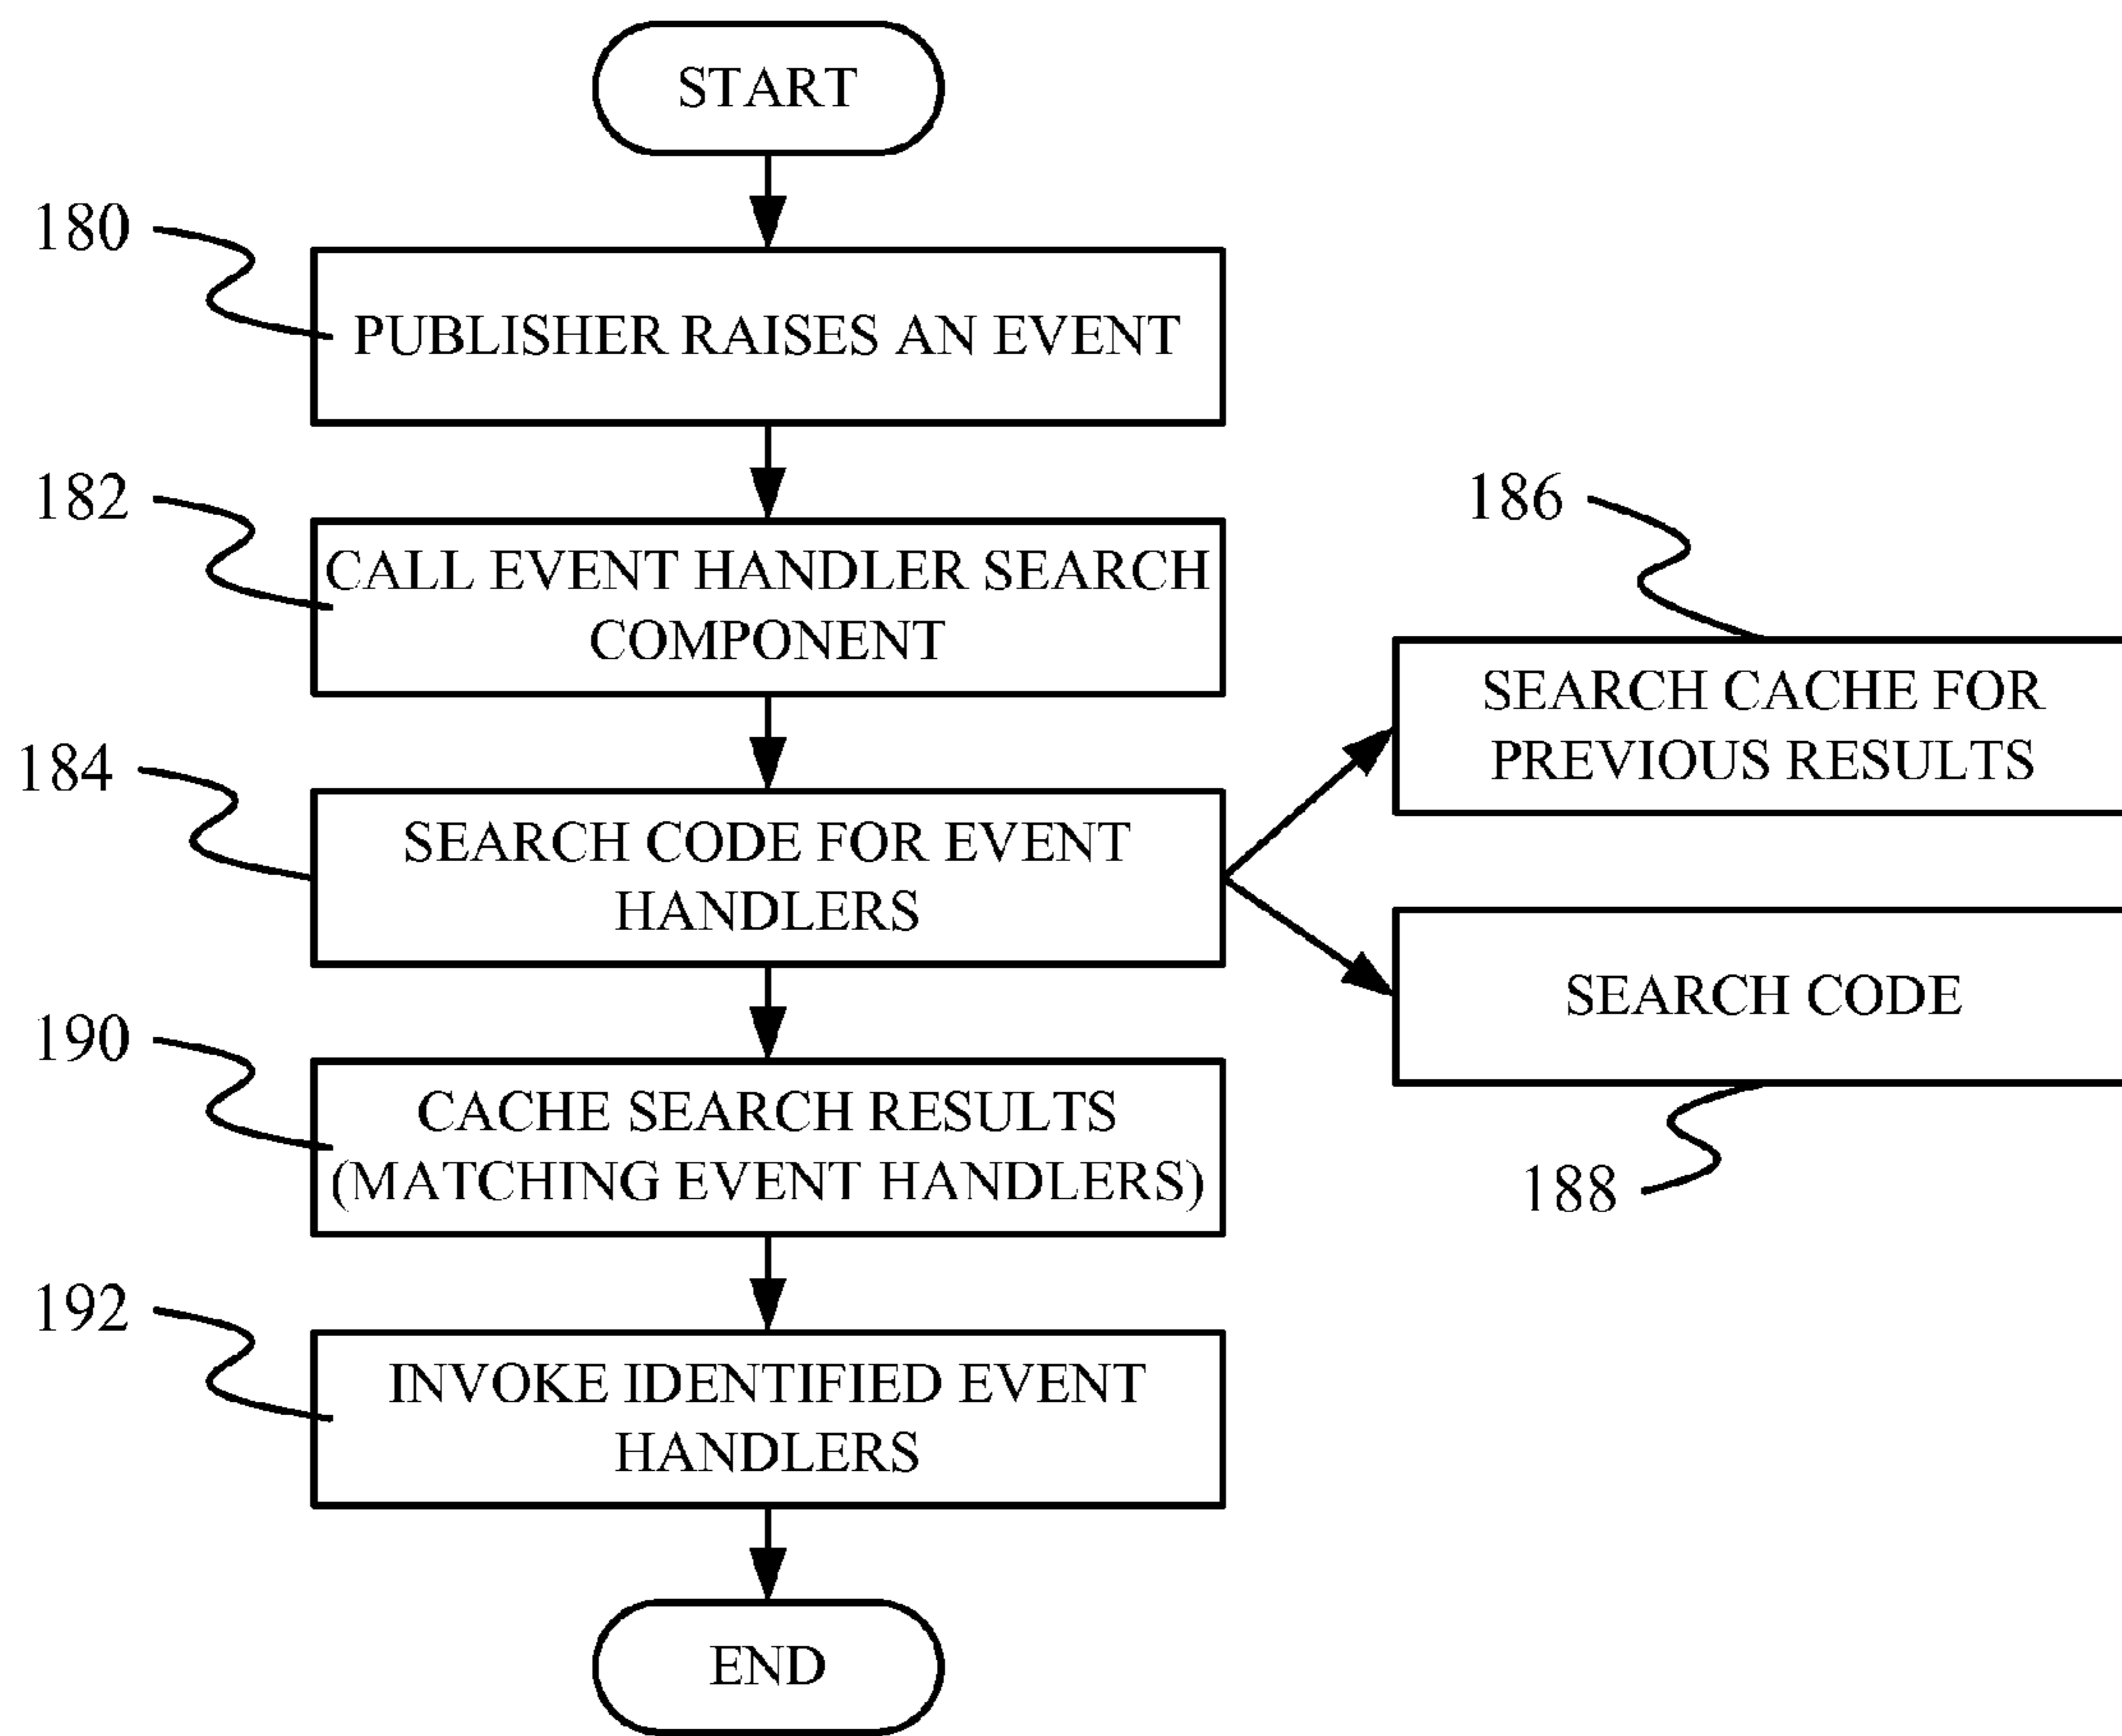 START
180
PUBLISHER RAISES AN EVENT
182
CALL EVENT HANDLER SEARCH
COMPONENT
184
SEARCH CODE FOR EVENT
HANDLERS
186
SEARCH CACHE FOR
PREVIOUS RESULTS
SEARCH CODE
188
190
CACHE SEARCH RESULTS
(MATCHING EVENT HANDLERS)
192
INVOKE IDENTIFIED EVENT
HANDLERS
END